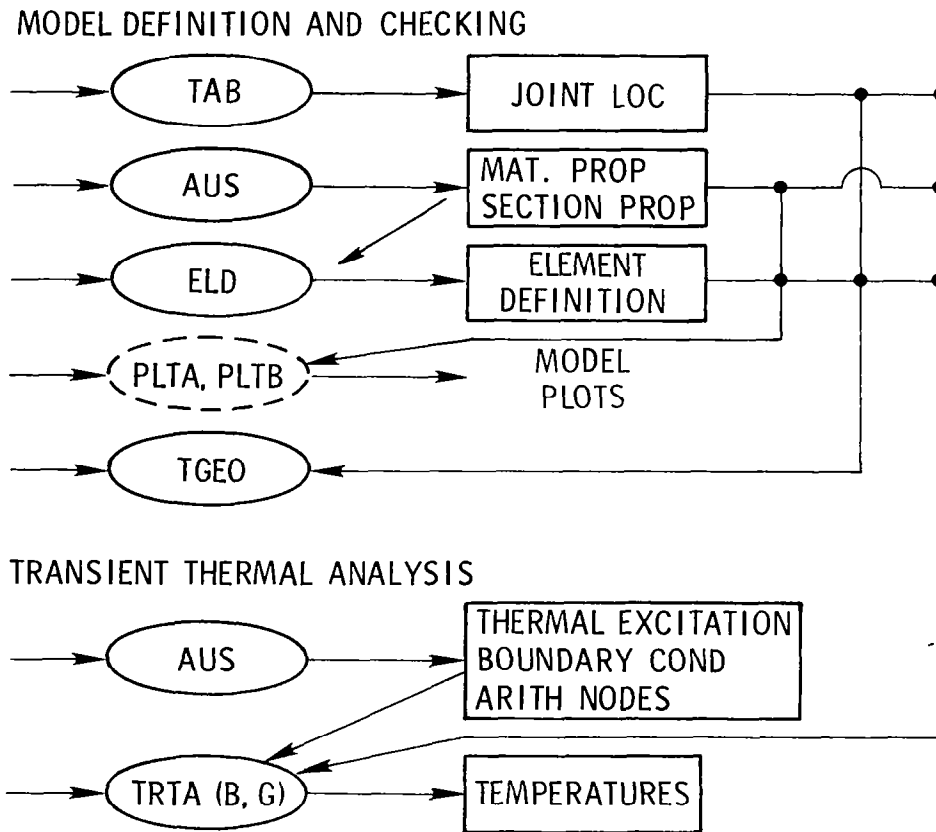 MODEL DEFINITION AND CHECKING
TAB
JOINT LOC
AUS
MAT. PROP
SECTION PROP
ELD
ELEMENT
DEFINITION
PLTA, PLTB
MODEL
PLOTS
TGEO
TRANSIENT THERMAL ANALYSIS
AUS
THERMAL EXCITATION
BOUNDARY COND
ARITH NODES
TRTA (B, G)
TEMPERATURES